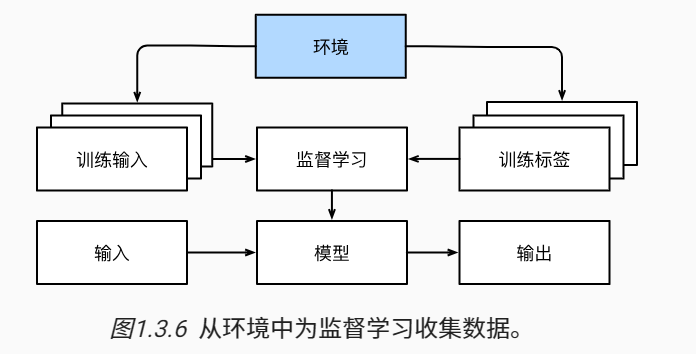 环境
训练输入
监督学习
训练标签
输入
模型
输出
图1.3.6 从环境中为监督学习收集数据。